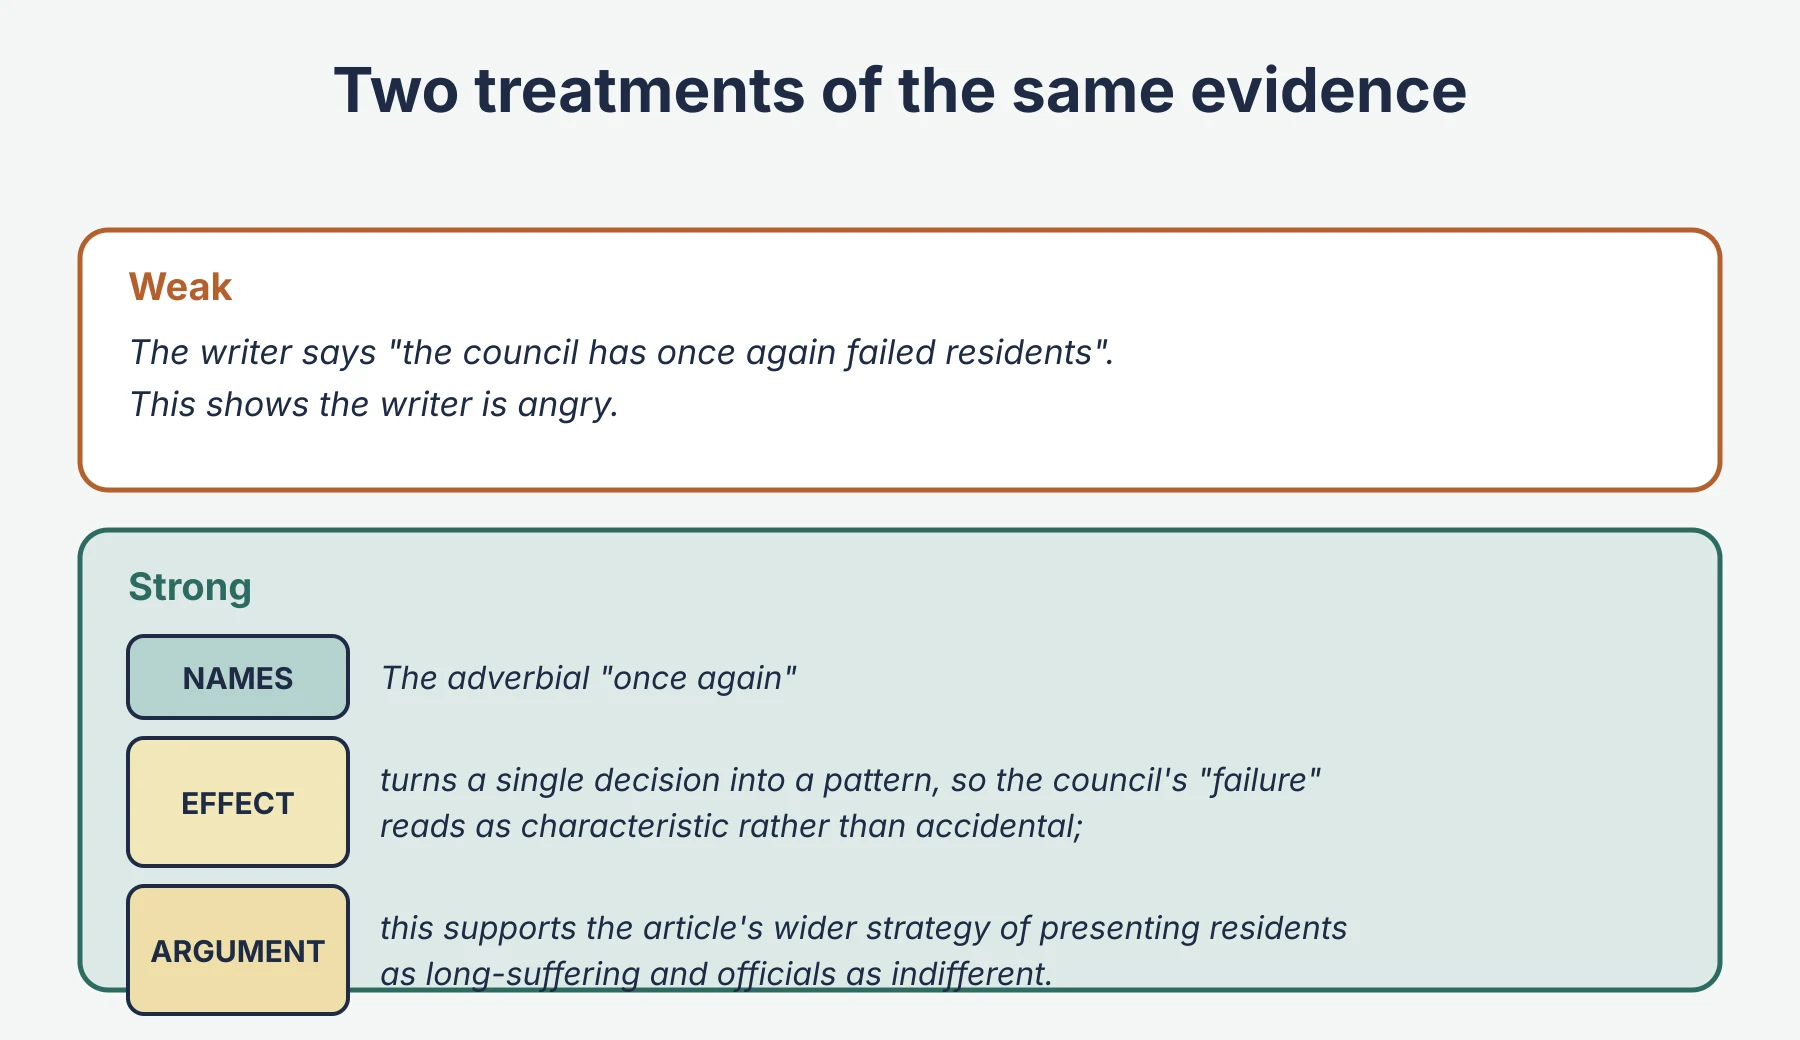 Two treatments of the same evidence
Weak
The writer says "the council has once again failed residents".
This shows the writer is angry.
Strong
NAMES
The adverbial "once again"
EFFECT
turns a single decision into a pattern, so the council's "failure"
reads as characteristic rather than accidental;
ARGUMENT
this supports the article's wider strategy of presenting residents
as long-suffering and officials as indifferent.